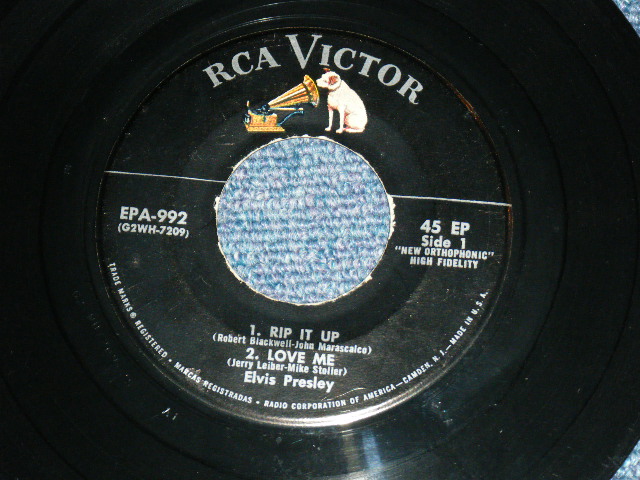 RCA VICTOR
EPA-992
(G2WH-7209)
45 EP
Side 1
"NEW ORTHOPHONIC"
HIGH FIDELITY
1. RIP IT UP
(Robert Blackwell-John Marascalco)
2. LOVE ME
(Jerry Leiber-Mike Stoller)
Elvis Presley
TRADE MARKS ® REGISTERED • MARCAS REGISTRADAS • RADIO CORPORATION OF AMERICA—CAMDEN, N.J.—MADE IN U.S.A.